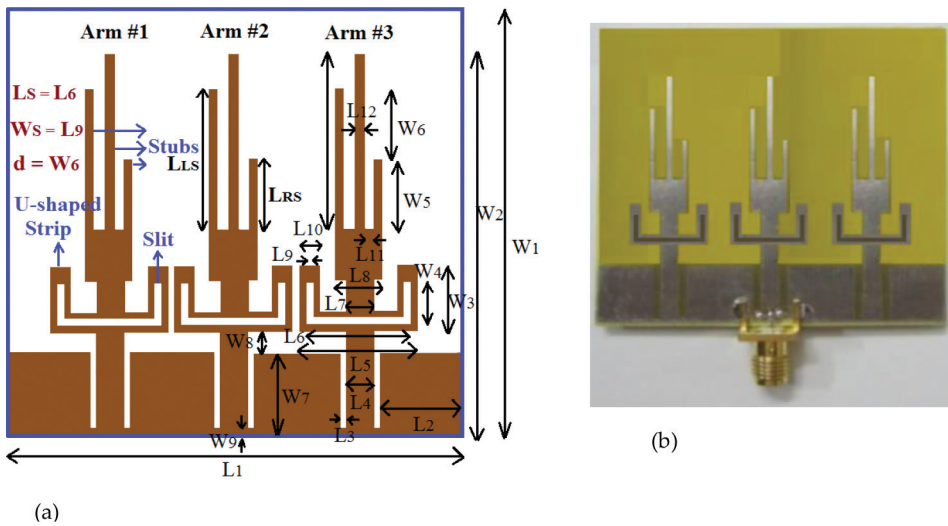 Arm #1 Arm #2 Arm #3
LS = L6
WS = L9
d = W6
Stubs
U-shaped
Strip
Slit
LLS
LRS
L12
W6
W5
W2
W1
L10
L9
L11
L8
L7
W4
W3
L6
W8
L5
W7
L4
L2
W9
L3
L1
(a)
(b)